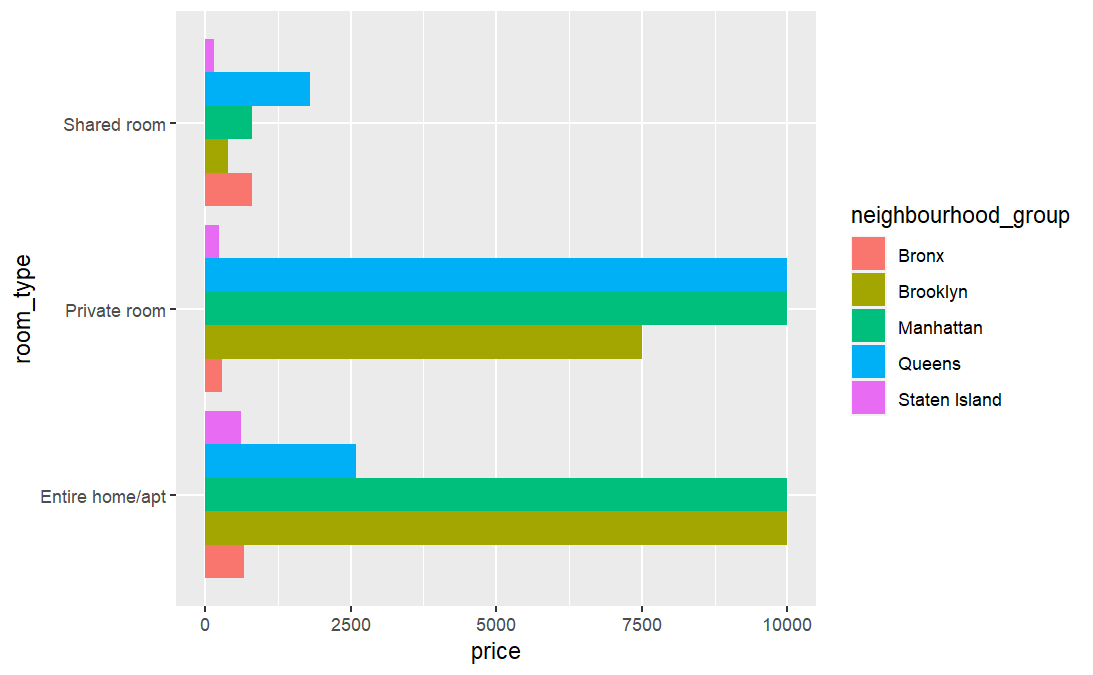 Shared room
Private room
Entire home/apt
room_type
0
2500
5000
7500
10000
price
neighbourhood_group
Bronx
Brooklyn
Manhattan
Queens
Staten Island